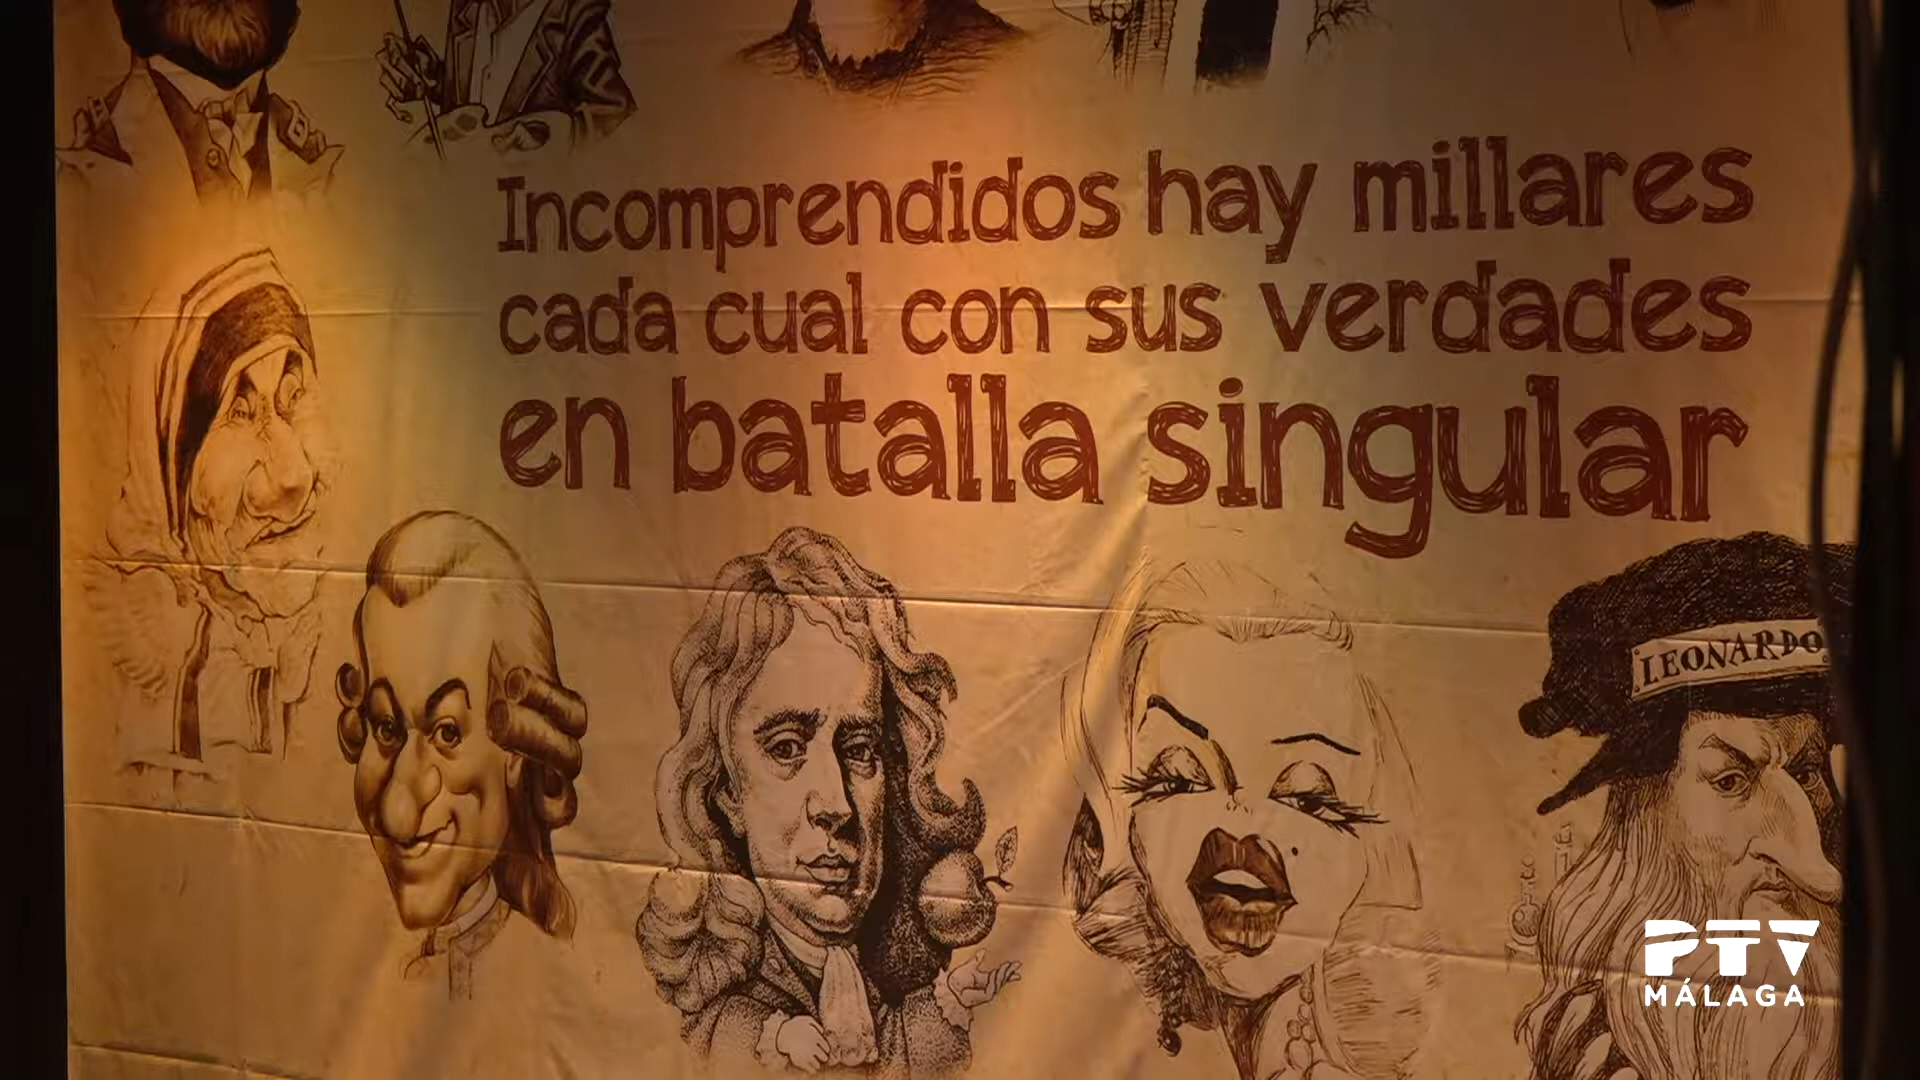 Incomprendidos hay millares
cada cual con sus verdades
en batalla singular
LEONARDO
PTV
MÁLAGA